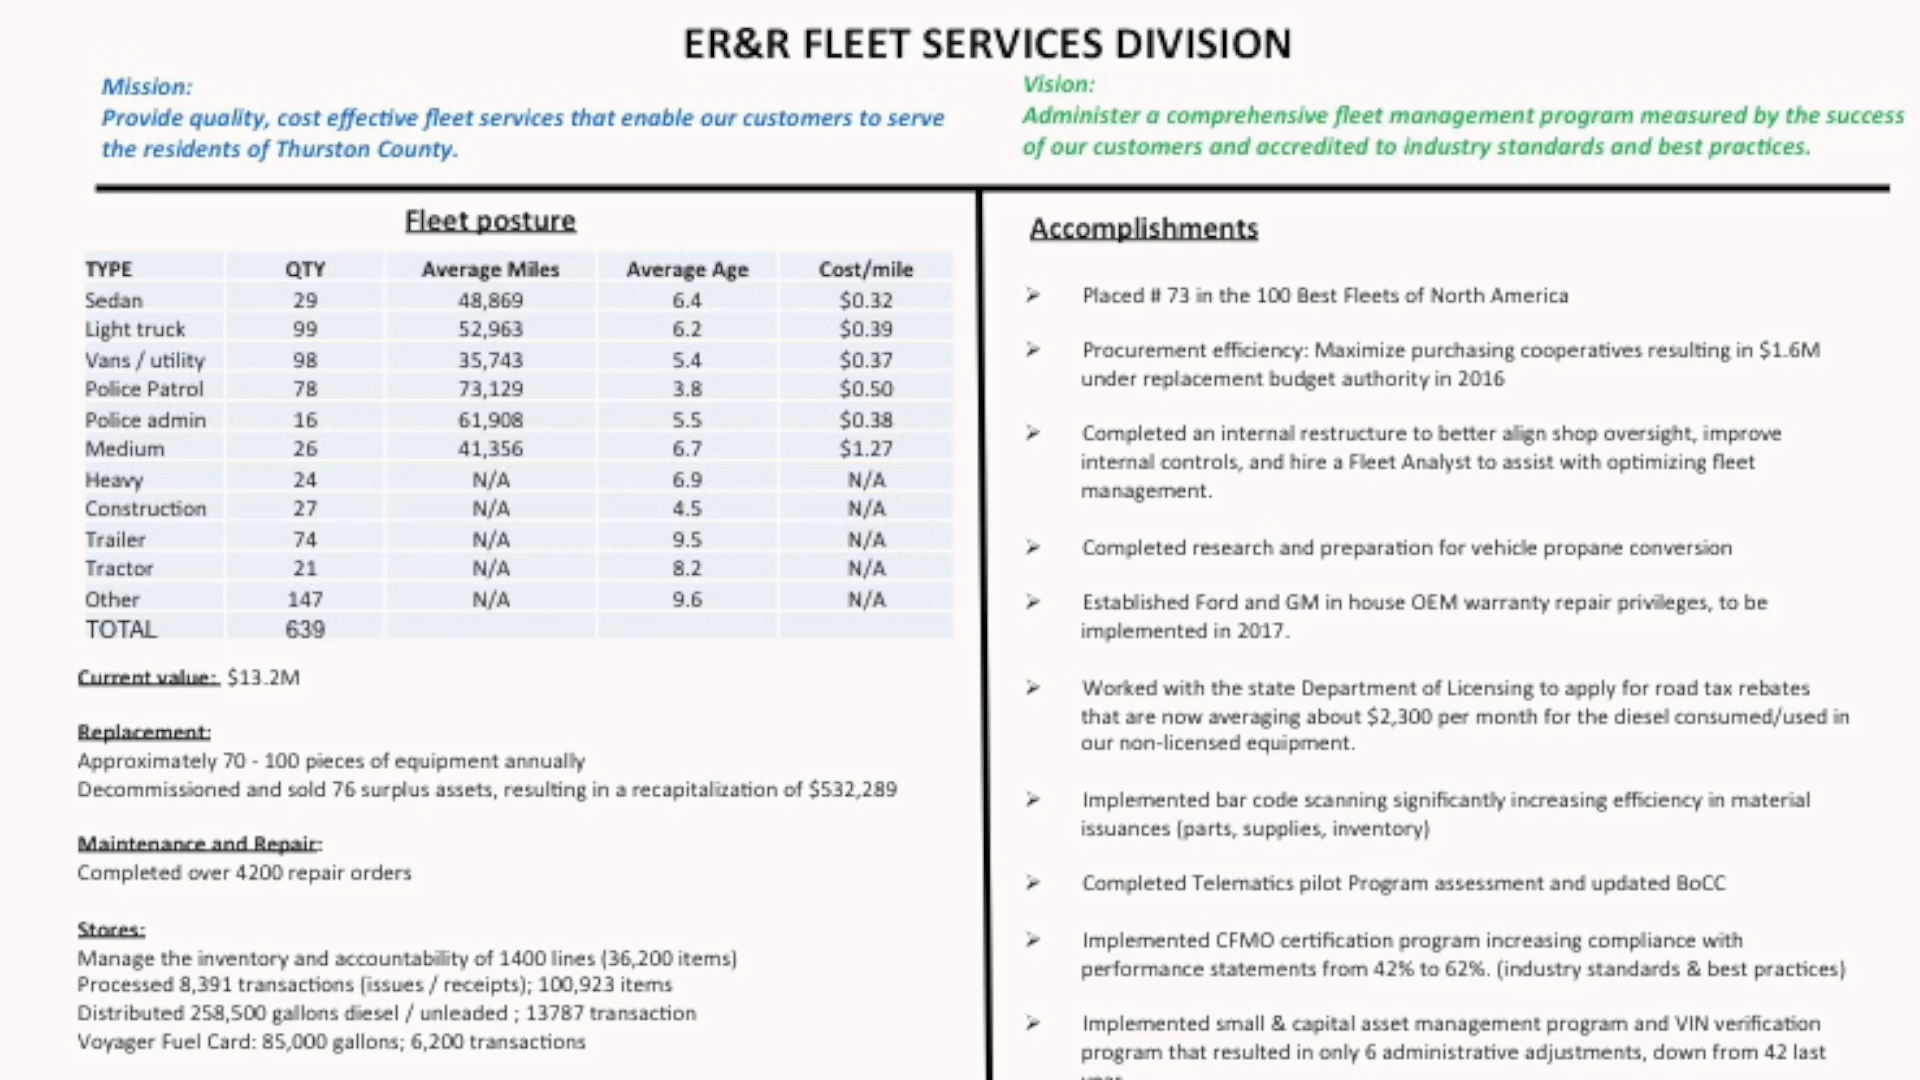 ER&R FLEET SERVICES DIVISION
Mission:
Provide quality, cost effective fleet services that enable our customers to serve
the residents of Thurston County.
Vision:
Administer a comprehensive fleet management program measured by the success
of our customers and accredited to industry standards and best practices.
Fleet posture
TYPE QTY Average Miles Average Age Cost/mile
Sedan 29 48,869 6.4 $0.32
Light truck 99 52,963 6.2 $0.39
Vans / utility 98 35,743 5.4 $0.37
Police Patrol 78 73,129 3.8 $0.50
Police admin 16 61,908 5.5 $0.38
Medium 26 41,356 6.7 $1.27
Heavy 24 N/A 6.9 N/A
Construction 27 N/A 4.5 N/A
Trailer 74 N/A 9.5 N/A
Tractor 21 N/A 8.2 N/A
Other 147 N/A 9.6 N/A
TOTAL 639
Current value: $13.2M
Replacement:
Approximately 70 - 100 pieces of equipment annually
Decommissioned and sold 76 surplus assets, resulting in a recapitalization of $532,289
Maintenance and Repair:
Completed over 4200 repair orders
Stores:
Manage the inventory and accountability of 1400 lines (36,200 items)
Processed 8,391 transactions (issues / receipts); 100,923 items
Distributed 258,500 gallons diesel / unleaded ; 13787 transaction
Voyager Fuel Card: 85,000 gallons; 6,200 transactions
Accomplishments
➢ Placed # 73 in the 100 Best Fleets of North America
➢ Procurement efficiency: Maximize purchasing cooperatives resulting in $1.6M
under replacement budget authority in 2016
➢ Completed an internal restructure to better align shop oversight, improve
internal controls, and hire a Fleet Analyst to assist with optimizing fleet
management.
➢ Completed research and preparation for vehicle propane conversion
➢ Established Ford and GM in house OEM warranty repair privileges, to be
implemented in 2017.
➢ Worked with the state Department of Licensing to apply for road tax rebates
that are now averaging about $2,300 per month for the diesel consumed/used in
our non-licensed equipment.
➢ Implemented bar code scanning significantly increasing efficiency in material
issuances (parts, supplies, inventory)
➢ Completed Telematics pilot Program assessment and updated BoCC
➢ Implemented CFMO certification program increasing compliance with
performance statements from 42% to 62%. (industry standards & best practices)
➢ Implemented small & capital asset management program and VIN verification
program that resulted in only 6 administrative adjustments, down from 42 last